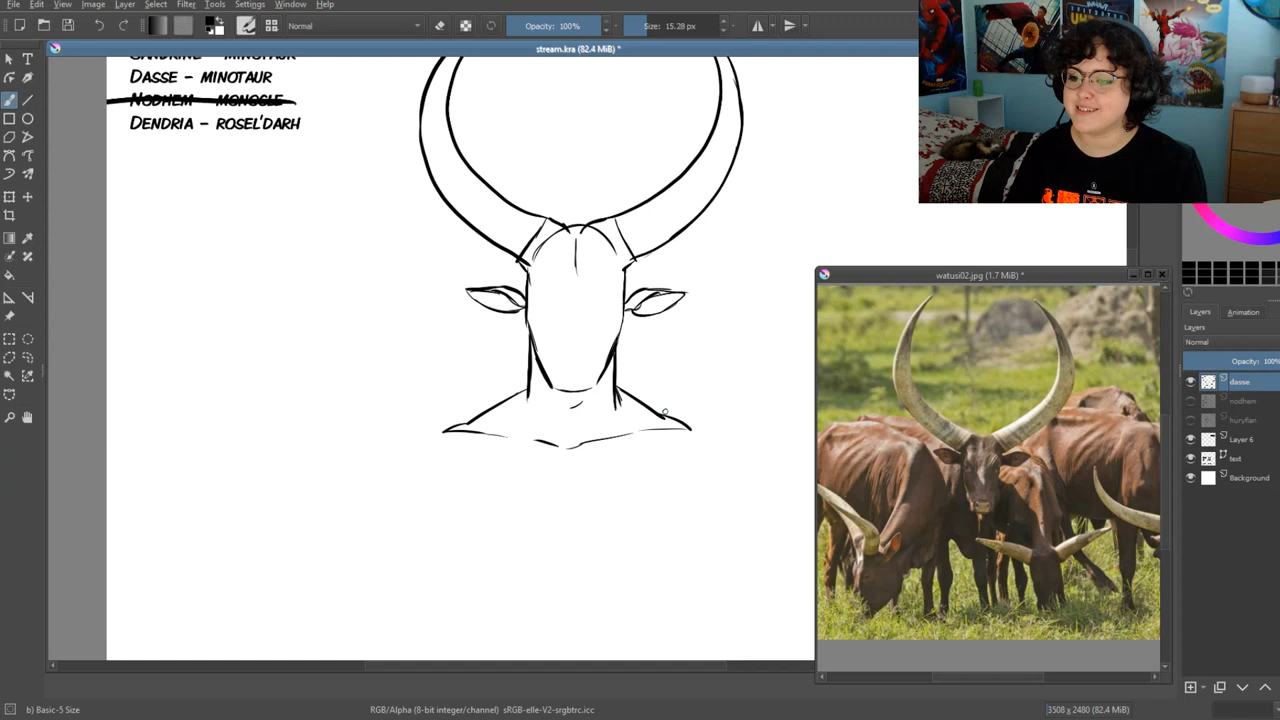 File Edit View Image Layer Select Filter Tools Settings Window Help
Normal
Opacity: 100%
Size: 15.28 px
stream.kra (82.4 MiB) *
Dasse - Minotaur
Nodhem - Monocle
Dendria - Rosel'darh
watusi02.jpg (1.7 MiB) *
Layers
Animation
Layers
Normal
Opacity: 100%
dasse
nodhem
huryfian
Layer 6
text
Background
b) Basic-5 Size
RGB/Alpha (8-bit integer/channel) sRGB-elle-V2-srgbtrc.icc
3508 x 2480 (82.4 MiB)